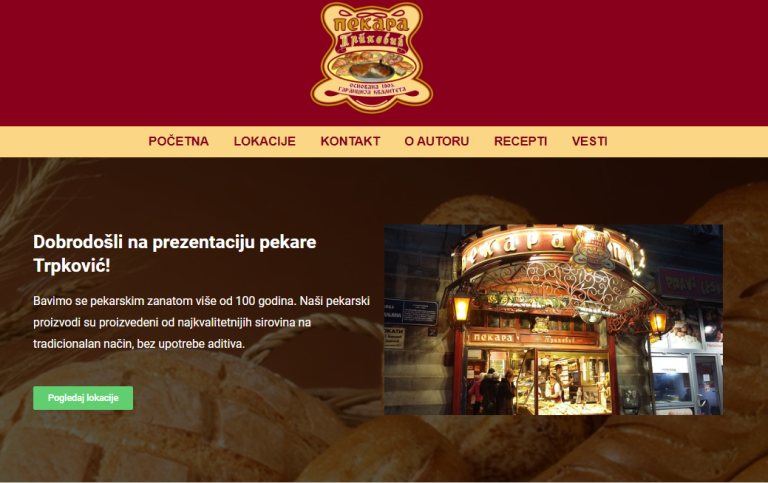 ПЕКАРА
Трпковић
ОСНОВАНА 1908.
ГАРАНЦИЈА КВАЛИТЕТА
POČETNA LOKACIJE KONTAKT O AUTORU RECEPTI VESTI
Dobrodošli na prezentaciju pekare
Trpković!
Bavimo se pekarskim zanatom više od 100 godina. Naši pekarski
proizvodi su proizvedeni od najkvalitetnijih sirovina na
tradicionalan način, bez upotrebe aditiva.
Pogledaj lokacije
пекара
ПЕКАРА Трпковић